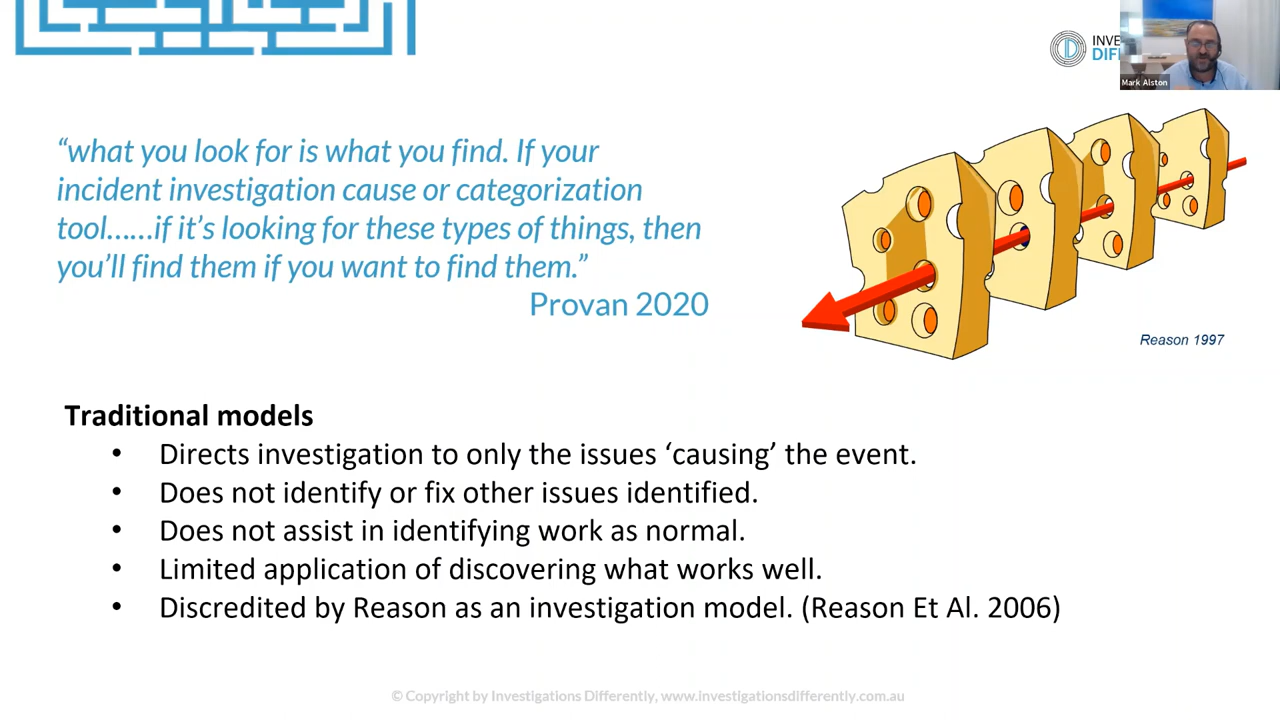 INVE
DIF
Mark Alston
“what you look for is what you find. If your
incident investigation cause or categorization
tool……if it’s looking for these types of things, then
you’ll find them if you want to find them.”
Provan 2020
Reason 1997
Traditional models
• Directs investigation to only the issues ‘causing’ the event.
• Does not identify or fix other issues identified.
• Does not assist in identifying work as normal.
• Limited application of discovering what works well.
• Discredited by Reason as an investigation model. (Reason Et Al. 2006)
© Copyright by Investigations Differently, www.investigationsdifferently.com.au